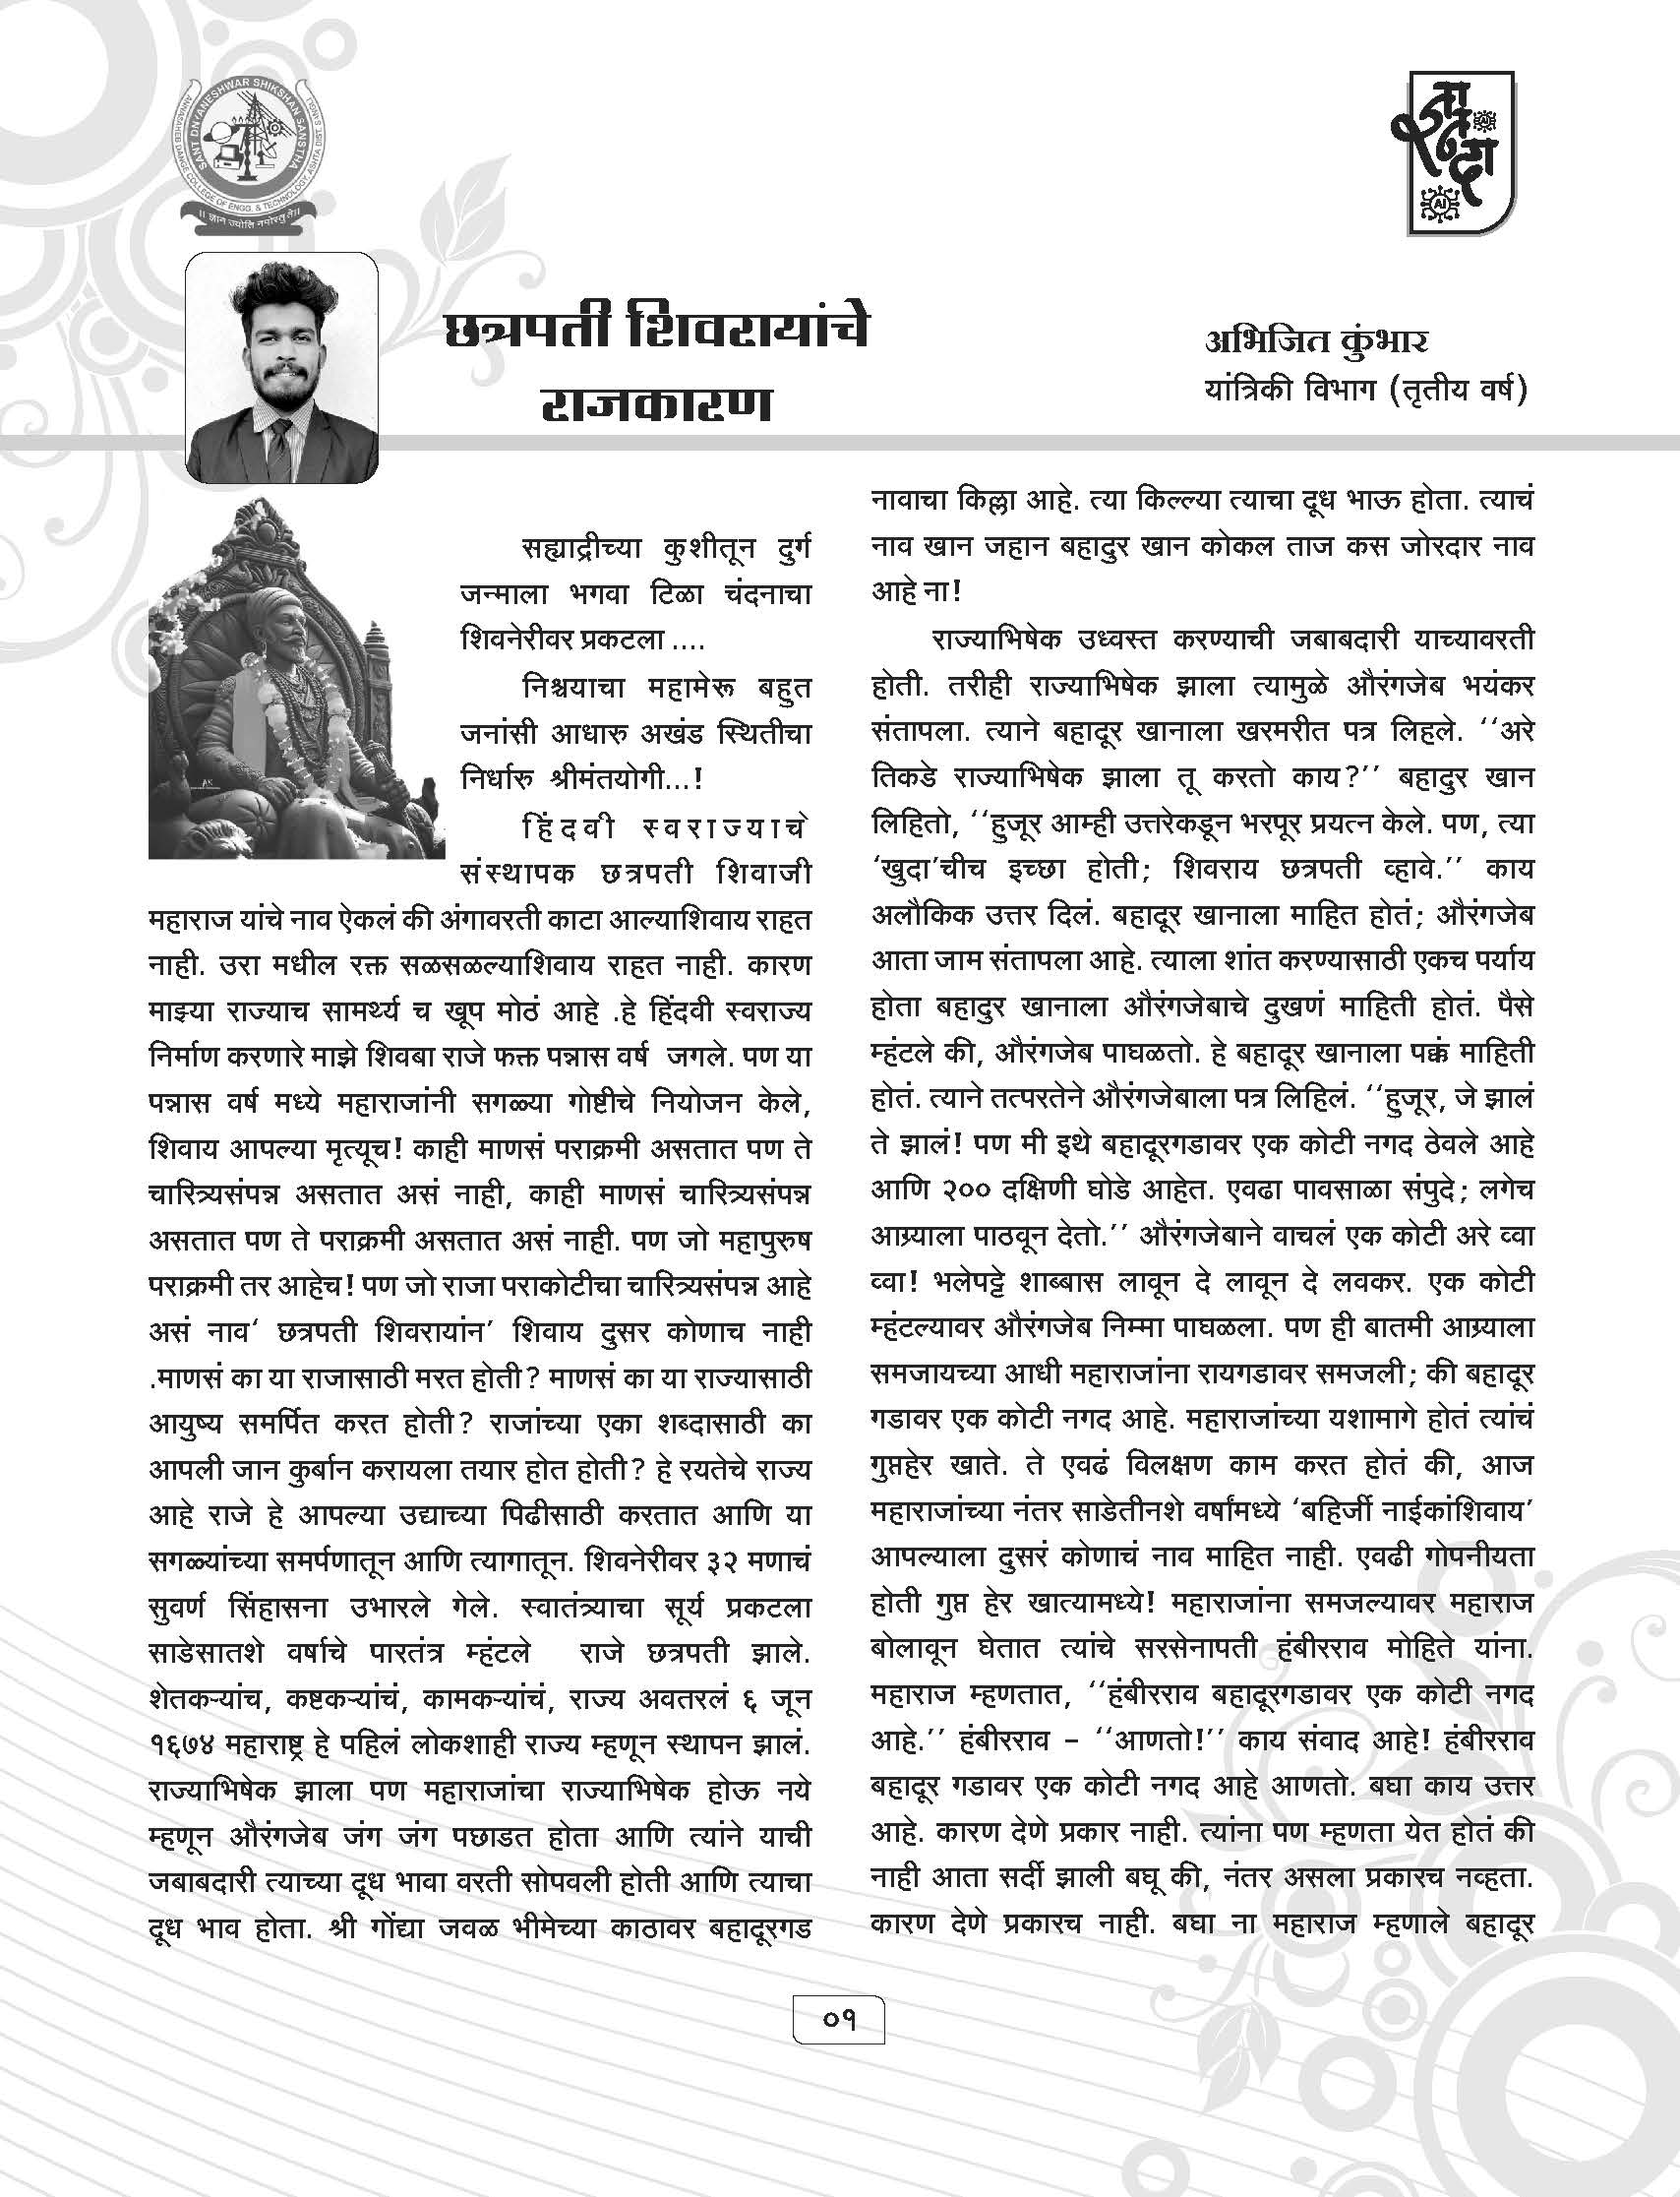 SANT DNYANESHWAR SHIKSHAN SANSTHA
ANNASAHEB DANGE COLLEGE OF ENGG. & TECHNOLOGY, ASHTA DIST. SANGLI
AI
छत्रपती शिवरायांचे
राजकारण
अभिजित कुंभार
यांत्रिकी विभाग (तृतीय वर्ष)
सह्याद्रीच्या कुशीतून दुर्ग
जन्माला भगवा टिळा चंदनाचा
शिवनेरीवर प्रकटला ....
निश्चयाचा महामेरू बहुत
जनांसी आधारु अखंड स्थितीचा
निर्धारु श्रीमंतयोगी...!
हिंदवी स्वराज्याचे
संस्थापक छत्रपती शिवाजी
महाराज यांचे नाव ऐकलं की अंगावरती काटा आल्याशिवाय राहत
नाही. उरा मधील रक्त सळसळल्याशिवाय राहत नाही. कारण
माझ्या राज्याच सामर्थ्य च खूप मोठं आहे .हे हिंदवी स्वराज्य
निर्माण करणारे माझे शिवबा राजे फक्त पन्नास वर्ष जगले. पण या
पन्नास वर्ष मध्ये महाराजांनी सगळ्या गोष्टीचे नियोजन केले,
शिवाय आपल्या मृत्यूच! काही माणसं पराक्रमी असतात पण ते
चारित्र्यसंपन्न असतात असं नाही, काही माणसं चारित्र्यसंपन्न
असतात पण ते पराक्रमी असतात असं नाही. पण जो महापुरुष
पराक्रमी तर आहेच! पण जो राजा पराकोटीचा चारित्र्यसंपन्न आहे
असं नाव‘ छत्रपती शिवरायांन’ शिवाय दुसर कोणाच नाही
.माणसं का या राजासाठी मरत होती? माणसं का या राज्यासाठी
आयुष्य समर्पित करत होती? राजांच्या एका शब्दासाठी का
आपली जान कुर्बान करायला तयार होत होती? हे रयतेचे राज्य
आहे राजे हे आपल्या उद्याच्या पिढीसाठी करतात आणि या
सगळ्यांच्या समर्पणातून आणि त्यागातून. शिवनेरीवर ३२ मणाचं
सुवर्ण सिंहासना उभारले गेले. स्वातंत्र्याचा सूर्य प्रकटला
साडेसातशे वर्षाचे पारतंत्र म्हंटले राजे छत्रपती झाले.
शेतकऱ्यांच, कष्टकऱ्यांचं, कामकऱ्यांचं, राज्य अवतरलं ६ जून
१६७४ महाराष्ट्र हे पहिलं लोकशाही राज्य म्हणून स्थापन झालं.
राज्याभिषेक झाला पण महाराजांचा राज्याभिषेक होऊ नये
म्हणून औरंगजेब जंग जंग पछाडत होता आणि त्यांने याची
जबाबदारी त्याच्या दूध भावा वरती सोपवली होती आणि त्याचा
दूध भाव होता. श्री गोंद्या जवळ भीमेच्या काठावर बहादूरगड
नावाचा किल्ला आहे. त्या किल्ल्या त्याचा दूध भाऊ होता. त्याचं
नाव खान जहान बहादुर खान कोकल ताज कस जोरदार नाव
आहे ना!
राज्याभिषेक उध्वस्त करण्याची जबाबदारी याच्यावरती
होती. तरीही राज्याभिषेक झाला त्यामुळे औरंगजेब भयंकर
संतापला. त्याने बहादूर खानाला खरमरीत पत्र लिहले. ‘‘अरे
तिकडे राज्याभिषेक झाला तू करतो काय?’’ बहादुर खान
लिहितो, ‘‘हुजूर आम्ही उत्तरेकडून भरपूर प्रयत्न केले. पण, त्या
‘खुदा’चीच इच्छा होती; शिवराय छत्रपती व्हावे.’’ काय
अलौकिक उत्तर दिलं. बहादूर खानाला माहित होतं; औरंगजेब
आता जाम संतापला आहे. त्याला शांत करण्यासाठी एकच पर्याय
होता बहादुर खानाला औरंगजेबाचे दुखणं माहिती होतं. पैसे
म्हंटले की, औरंगजेब पाघळतो. हे बहादूर खानाला पक्कं माहिती
होतं. त्याने तत्परतेने औरंगजेबाला पत्र लिहिलं. ‘‘हुजूर, जे झालं
ते झालं! पण मी इथे बहादूरगडावर एक कोटी नगद ठेवले आहे
आणि २०० दक्षिणी घोडे आहेत. एवढा पावसाळा संपुदे; लगेच
आग्र्याला पाठवून देतो.’’ औरंगजेबाने वाचलं एक कोटी अरे व्वा
व्वा! भलेपट्टे शाब्बास लावून दे लावून दे लवकर. एक कोटी
म्हंटल्यावर औरंगजेब निम्मा पाघळला. पण ही बातमी आग्र्याला
समजायच्या आधी महाराजांना रायगडावर समजली; की बहादूर
गडावर एक कोटी नगद आहे. महाराजांच्या यशामागे होतं त्यांचं
गुप्तहेर खाते. ते एवढं विलक्षण काम करत होतं की, आज
महाराजांच्या नंतर साडेतीनशे वर्षांमध्ये ‘बहिर्जी नाईकांशिवाय’
आपल्याला दुसरं कोणाचं नाव माहित नाही. एवढी गोपनीयता
होती गुप्त हेर खात्यामध्ये! महाराजांना समजल्यावर महाराज
बोलावून घेतात त्यांचे सरसेनापती हंबीरराव मोहिते यांना.
महाराज म्हणतात, ‘‘हंबीरराव बहादूरगडावर एक कोटी नगद
आहे.’’ हंबीरराव – ‘‘आणतो!’’ काय संवाद आहे! हंबीरराव
बहादूर गडावर एक कोटी नगद आहे आणतो. बघा काय उत्तर
आहे. कारण देणे प्रकार नाही. त्यांना पण म्हणता येत होतं की
नाही आता सर्दी झाली बघू की, नंतर असला प्रकारच नव्हता.
कारण देणे प्रकारच नाही. बघा ना महाराज म्हणाले बहादूर
०१